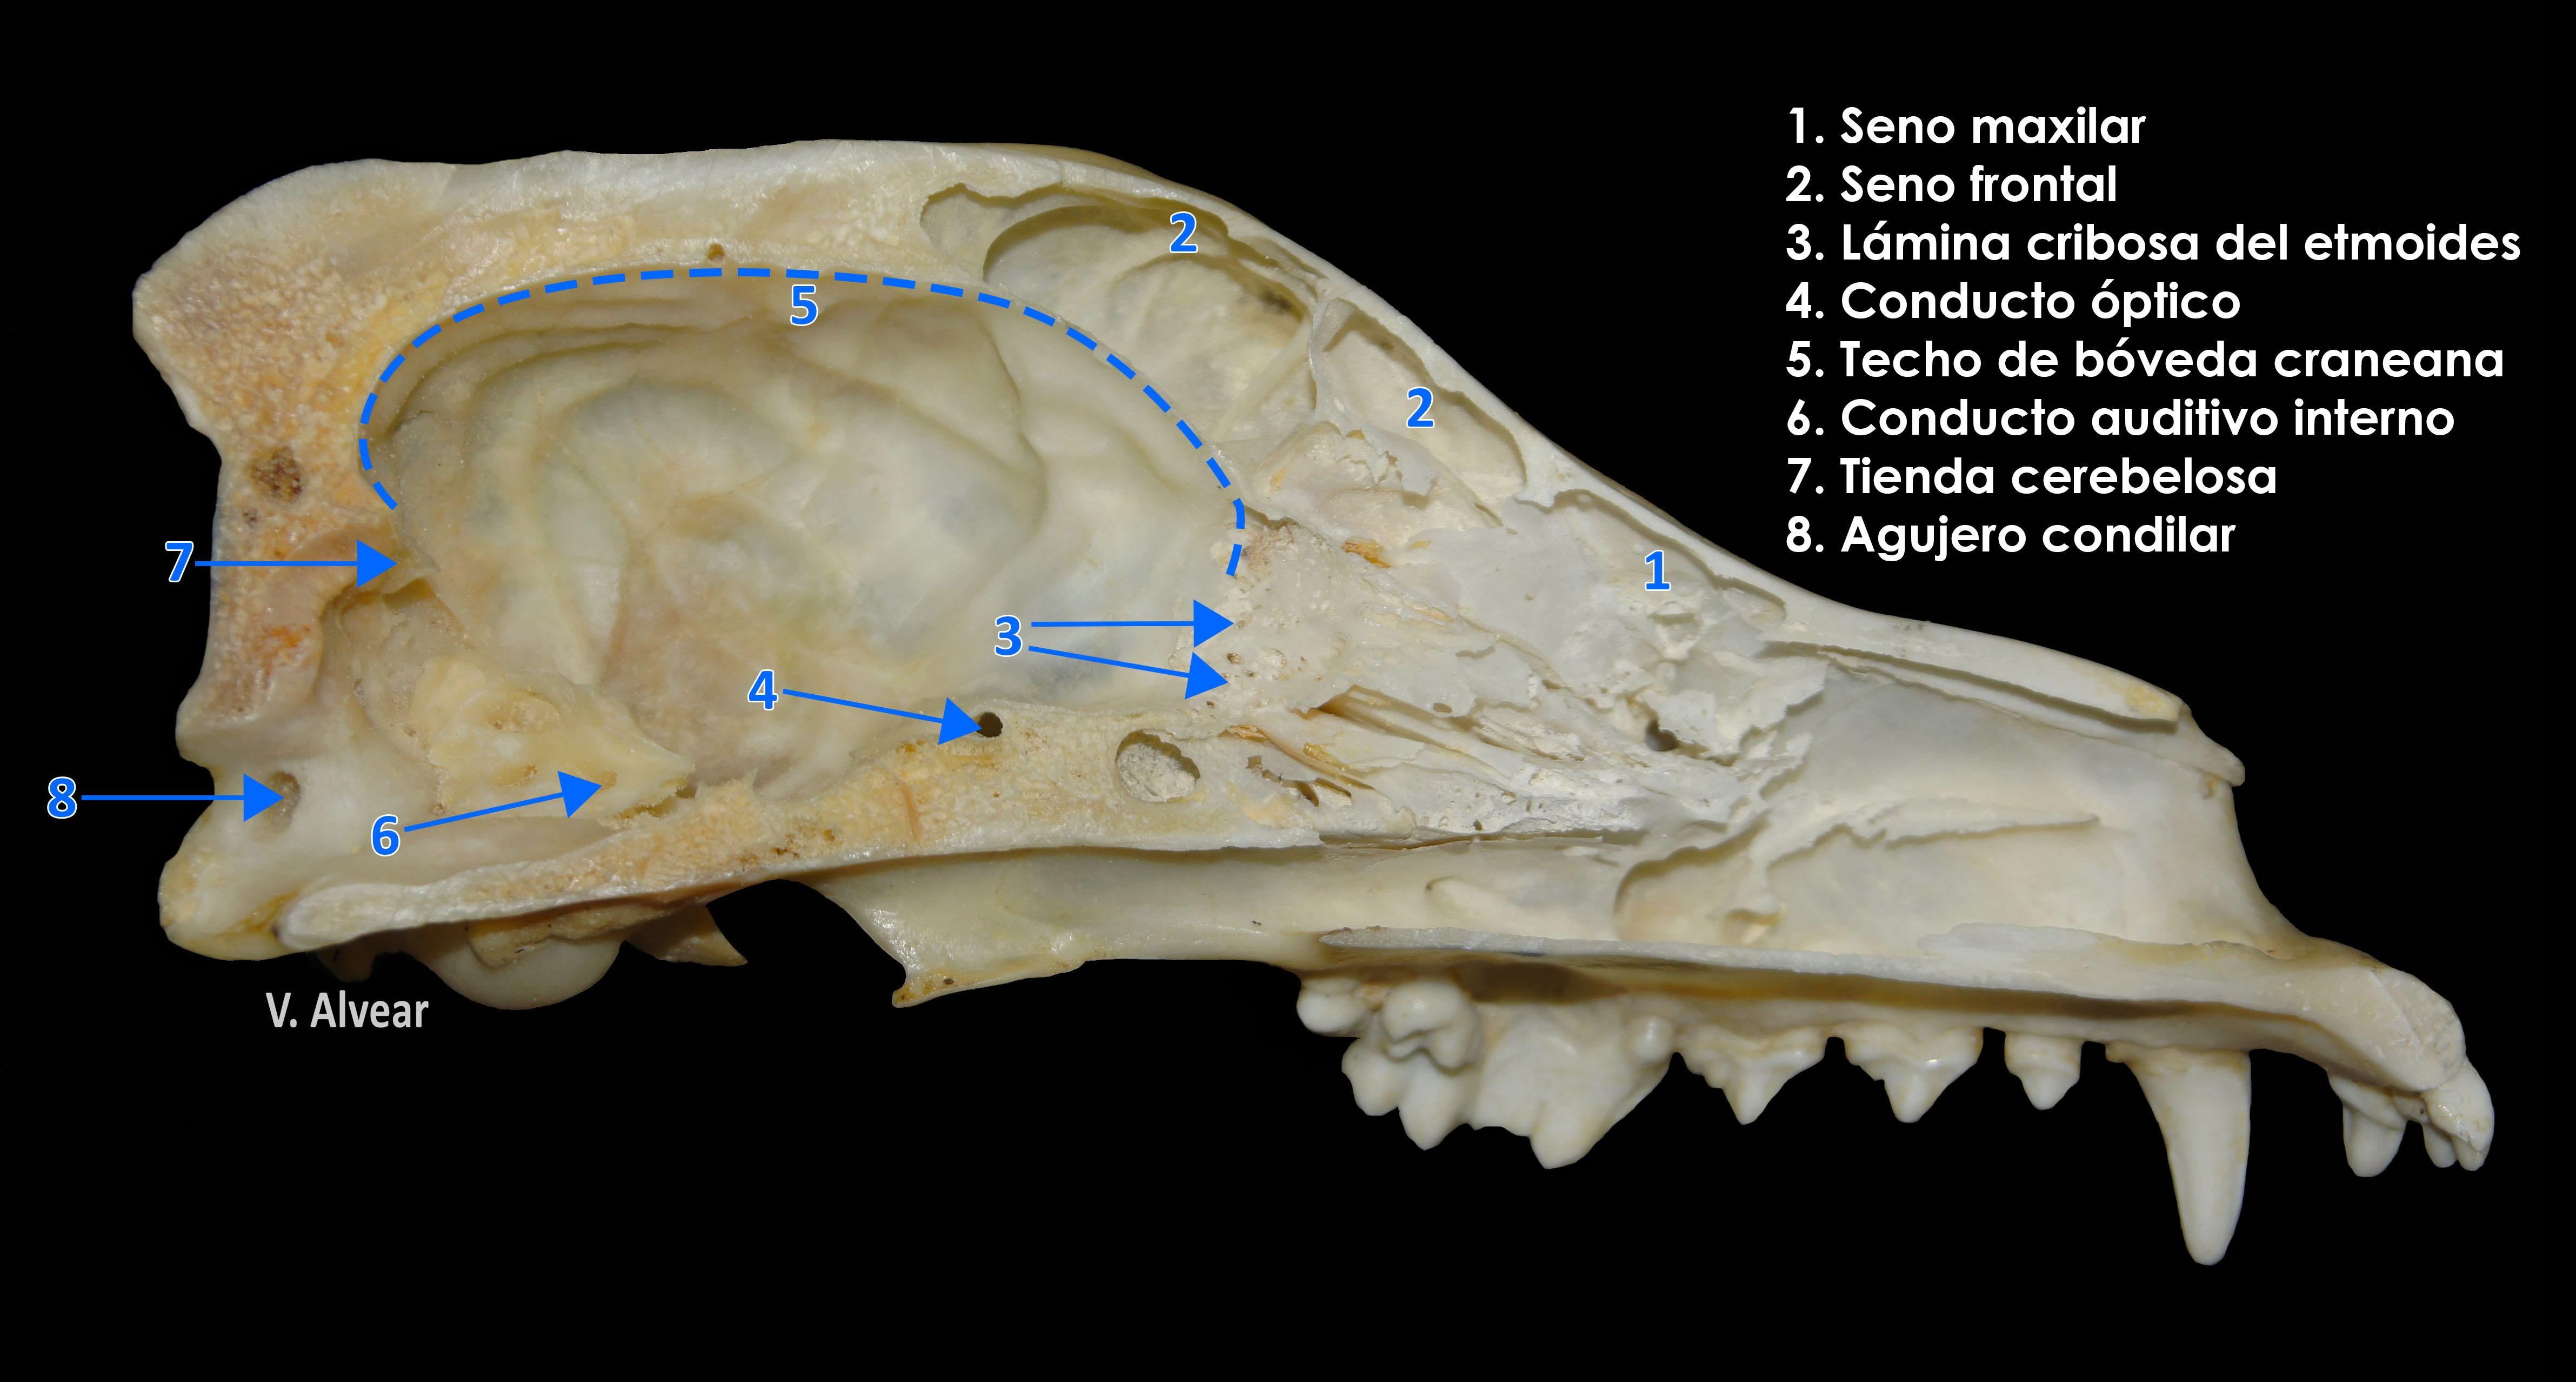 1. Seno maxilar
2. Seno frontal
3. Lámina cribosa del etmoides
4. Conducto óptico
5. Techo de bóveda craneana
6. Conducto auditivo interno
7. Tienda cerebelosa
8. Agujero condilar
2
5
2
7
1
3
4
8
6
V. Alvear